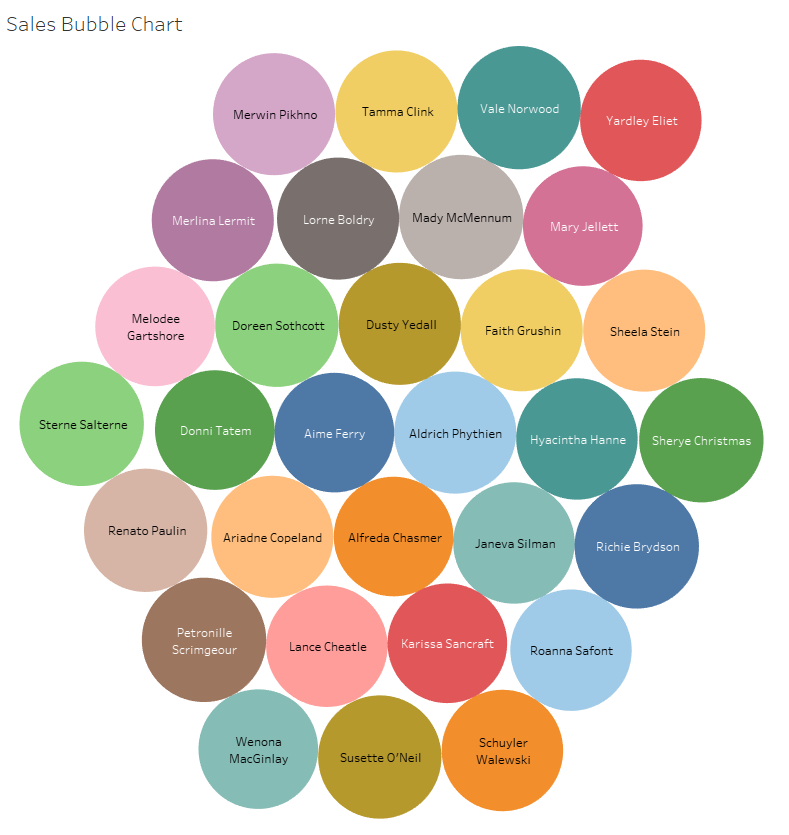 Sales Bubble Chart
Merwin Pikhno
Tamma Clink
Vale Norwood
Yardley Eliet
Merlina Lermit
Lorne Boldry
Mady McMennum
Mary Jellett
Melodee
Gartshore
Doreen Sothcott
Dusty Yedall
Faith Grushin
Sheela Stein
Sterne Salterne
Donni Tatem
Aime Ferry
Aldrich Phythien
Hyacintha Hanne
Sherye Christmas
Renato Paulin
Ariadne Copeland
Alfreda Chasmer
Janeva Silman
Richie Brydson
Petronille
Scrimgeour
Lance Cheatle
Karissa Sancraft
Roanna Safont
Wenona
MacGinlay
Susette O’Neil
Schuyler
Walewski